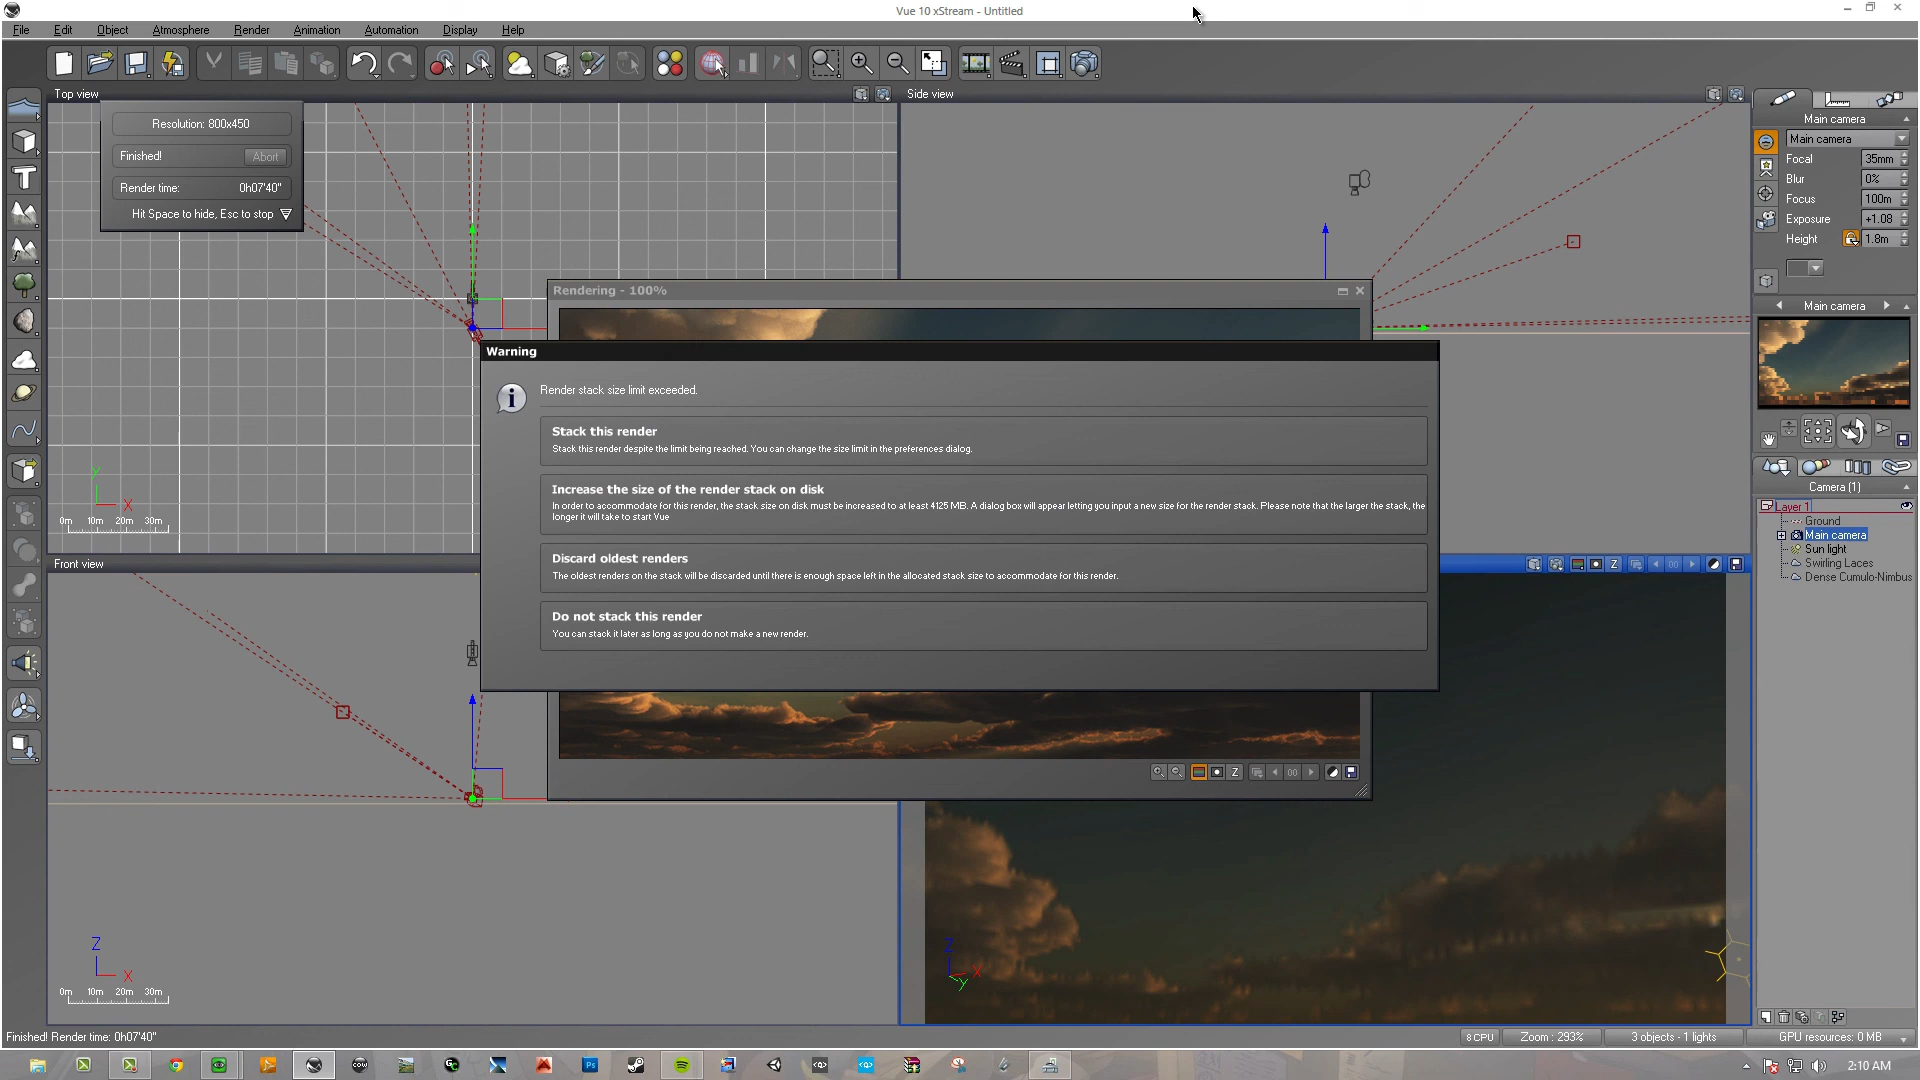 Vue 10 xStream - Untitled
File Edit Object Atmosphere Render Animation Automation Display Help
Top view
Side view
Resolution: 800x450
Finished! Abort
Render time: 0h07'40"
Hit Space to hide, Esc to stop
Y
X
0m 10m 20m 30m
Front view
Z
X
0m 10m 20m 30m
Rendering - 100%
Warning
Render stack size limit exceeded.
Stack this render
Stack this render despite the limit being reached. You can change the size limit in the preferences dialog.
Increase the size of the render stack on disk
In order to accommodate for this render, the stack size on disk must be increased to at least 4125 MB. A dialog box will appear letting you input a new size for the render stack. Please note that the larger the stack, the
longer it will take to start Vue
Discard oldest renders
The oldest renders on the stack will be discarded until there is enough space left in the allocated stack size to accommodate for this render.
Do not stack this render
You can stack it later as long as you do not make a new render.
Z 00
Z 00
Z
X
Y
Main camera
Main camera
Focal 35mm
Blur 0%
Focus 100m
Exposure +1.08
Height 1.8m
Main camera
Camera (1)
Layer 1
Ground
Main camera
Sun light
Swirling Laces
Dense Cumulo-Nimbus
Finished! Render time: 0h07'40"
8 CPU
Zoom : 293%
3 objects - 1 lights
GPU resources: 0 MB
COW
Ps
2:10 AM